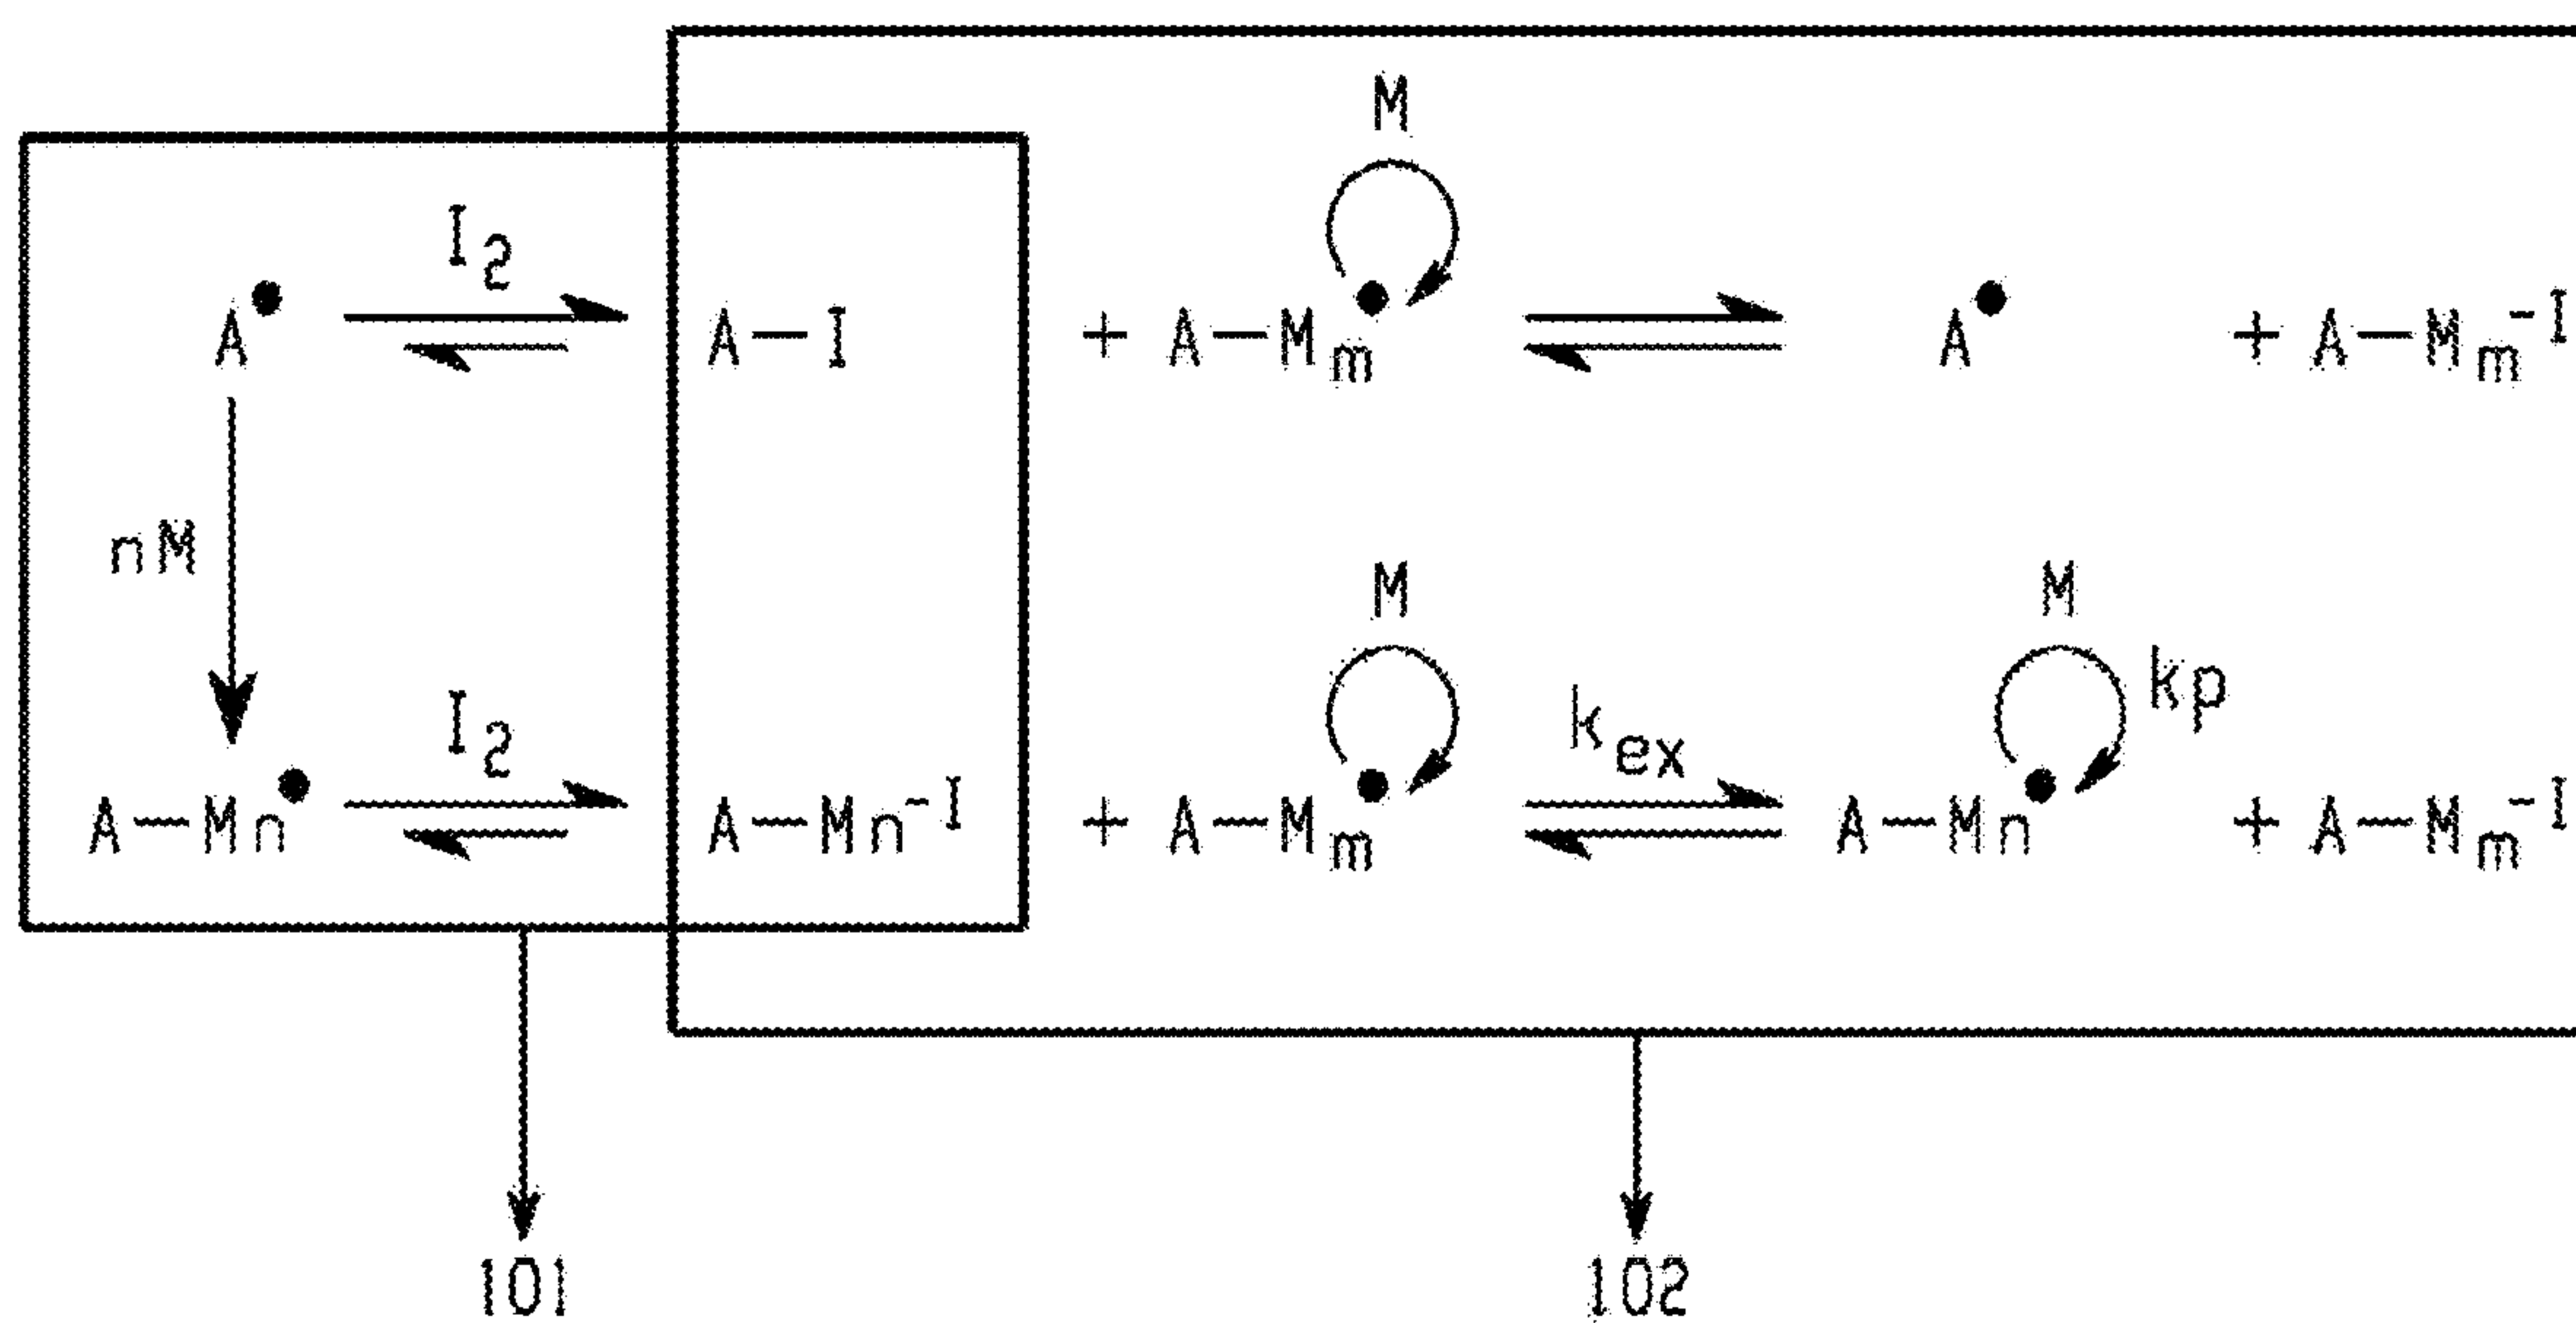 M
I2
A• A-I + A-Mm• A• + A-Mm-I
nM
M M
I2 kex kp
A-Mn• A-Mn-I + A-Mm• A-Mn• + A-Mm-I
101 102